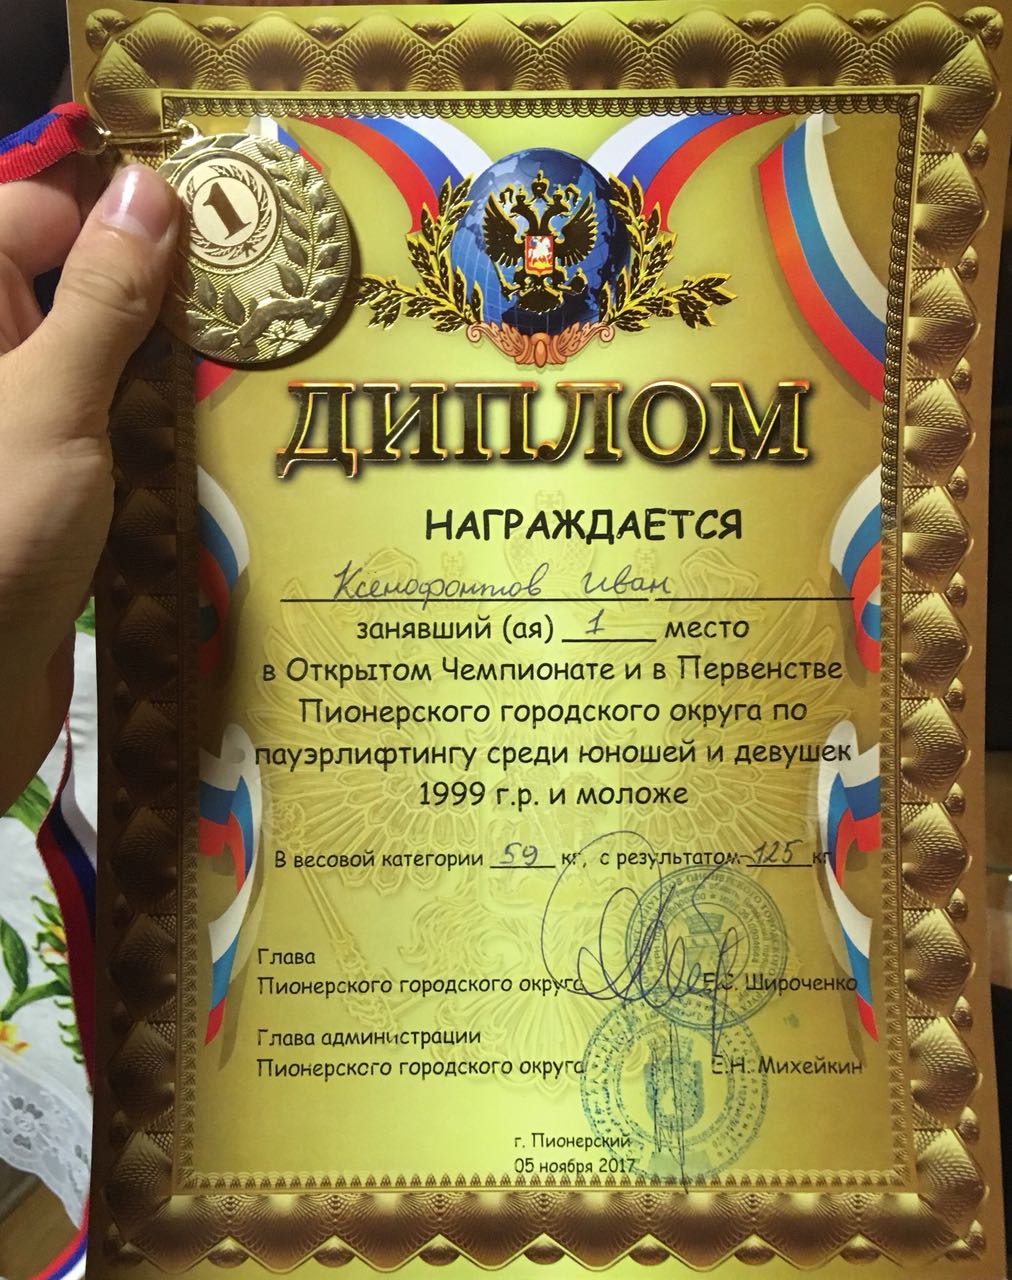 1
ДИПЛОМ
НАГРАЖДАЕТСЯ
Ксенофонтов Иван
занявший (ая) 1 место
в Открытом Чемпионате и в Первенстве
Пионерского городского округа по
пауэрлифтингу среди юношей и девушек
1999 г.р. и моложе
В весовой категории 59 кг, с результатом 125 кг
Глава
Пионерского городского округа Е.С. Широченко
Глава администрации
Пионерского городского округа Е.Н. Михейкин
г. Пионерский
05 ноября 2017